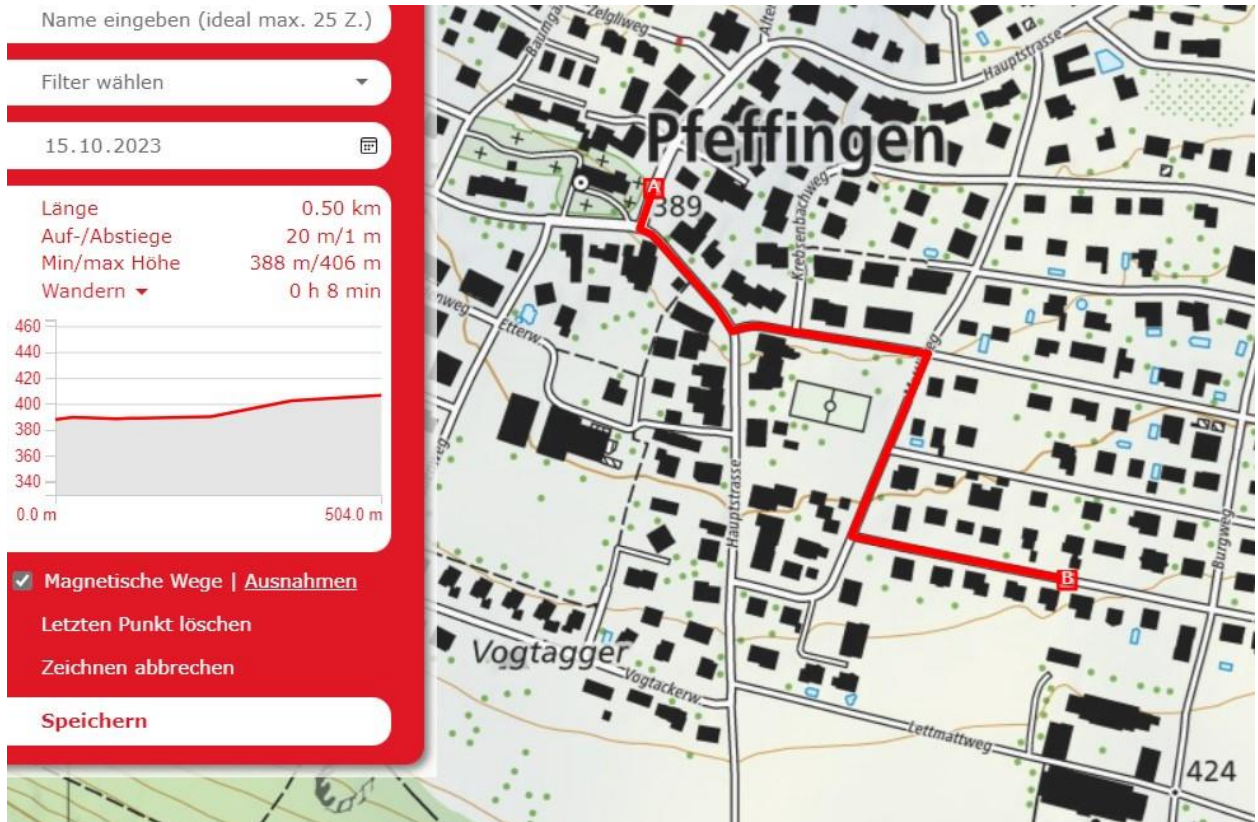 Name eingeben (ideal max. 25 Z.)
Filter wählen
15.10.2023
Länge 0.50 km
Auf-/Abstiege 20 m/1 m
Min/max Höhe 388 m/406 m
Wandern 0 h 8 min
460
440
420
400
380
360
340
0.0 m 504.0 m
Magnetische Wege | Ausnahmen
Letzten Punkt löschen
Zeichnen abbrechen
Speichern
Zelgliweg
Hauptstrasse
Pfeffingen
A
389
Krebsenbachweg
Etterw.
Hauptstrasse
Burgweg
B
Vogtagger
Vogtackerw.
Lettmattweg
424